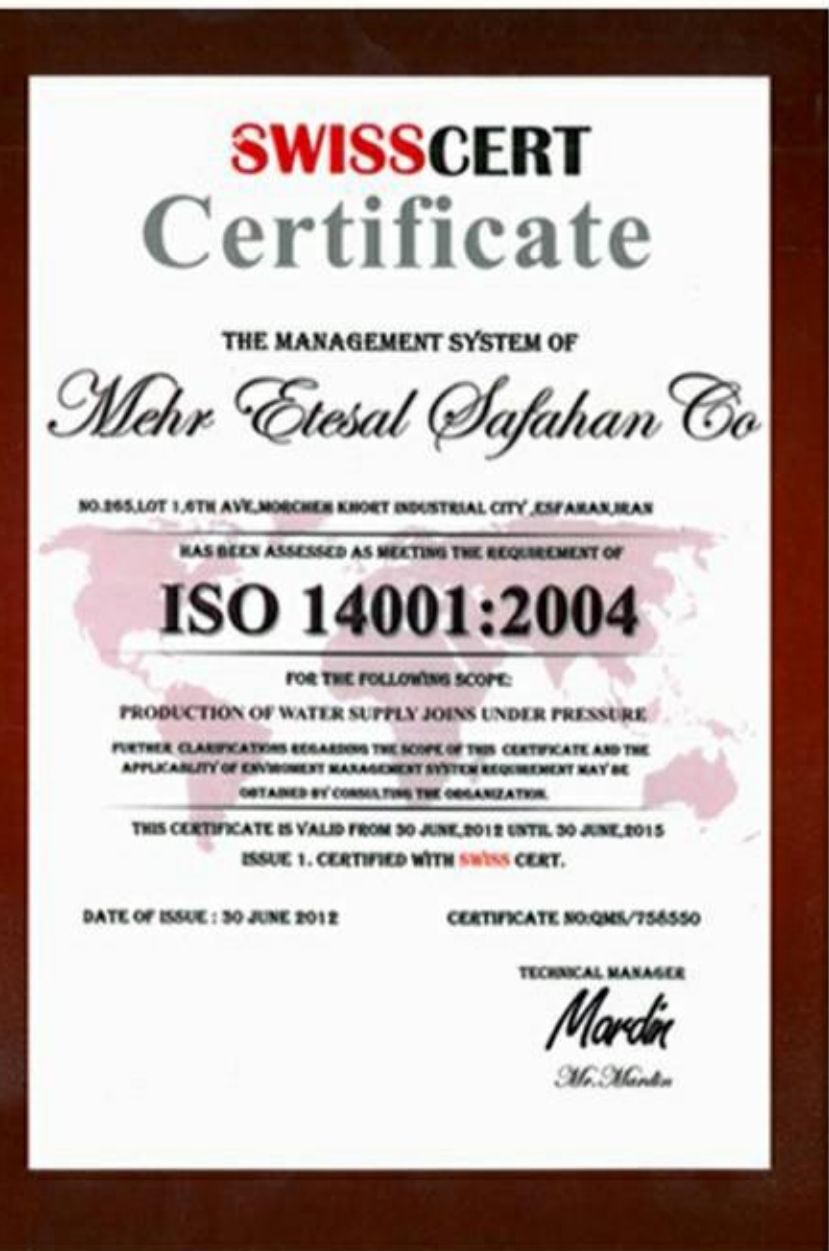 SWISSCERT
Certificate
THE MANAGEMENT SYSTEM OF
Mehr Etesal Safahan Co
NO.265,LOT 1,6TH AVE,MORCHEH KHORT INDUSTRIAL CITY ,ESFAHAN,IRAN
HAS BEEN ASSESSED AS MEETING THE REQUIREMENT OF
ISO 14001:2004
FOR THE FOLLOWING SCOPE:
PRODUCTION OF WATER SUPPLY JOINS UNDER PRESSURE
FURTHER CLARIFICATIONS REGARDING THE SCOPE OF THIS CERTIFICATE AND THE
APPLICABLITY OF ENVIROMENT MANAGEMENT SYSTEM REQUIREMENT MAY BE
OBTAINED BY CONSULTING THE ORGANIZATION.
THIS CERTIFICATE IS VALID FROM 30 JUNE,2012 UNTIL 30 JUNE,2015
ISSUE 1. CERTIFIED WITH SWISS CERT.
DATE OF ISSUE : 30 JUNE 2012 CERTIFICATE NO:QMS/758550
TECHNICAL MANAGER
Mardin
Mr.Mardin